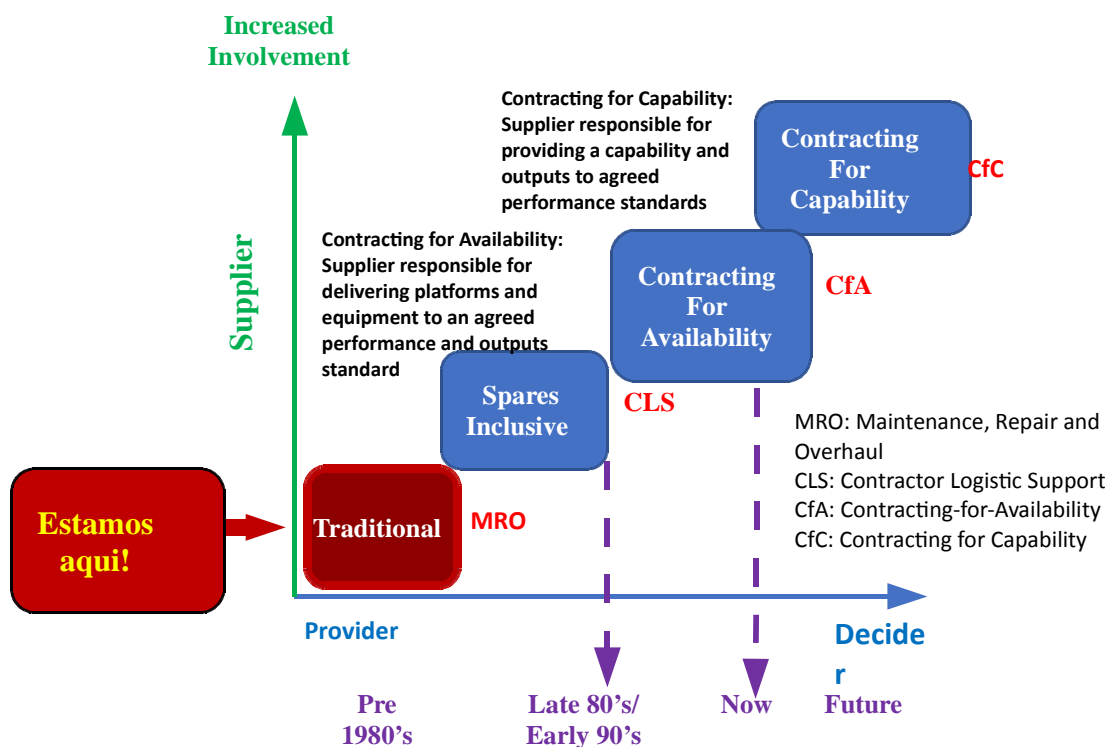 Increased
Involvement
Supplier
Contracting for Capability:
Supplier responsible for
providing a capability and
outputs to agreed
performance standards
Contracting
For
Capability
CfC
Contracting for Availability:
Supplier responsible for
delivering platforms and
equipment to an agreed
performance and outputs
standard
Contracting
For
Availability
CfA
Spares
Inclusive
CLS
MRO: Maintenance, Repair and
Overhaul
CLS: Contractor Logistic Support
CfA: Contracting-for-Availability
CfC: Contracting for Capability
Estamos
aqui!
Traditional
MRO
Provider
Decide
r
Pre
1980's
Late 80's/
Early 90's
Now
Future